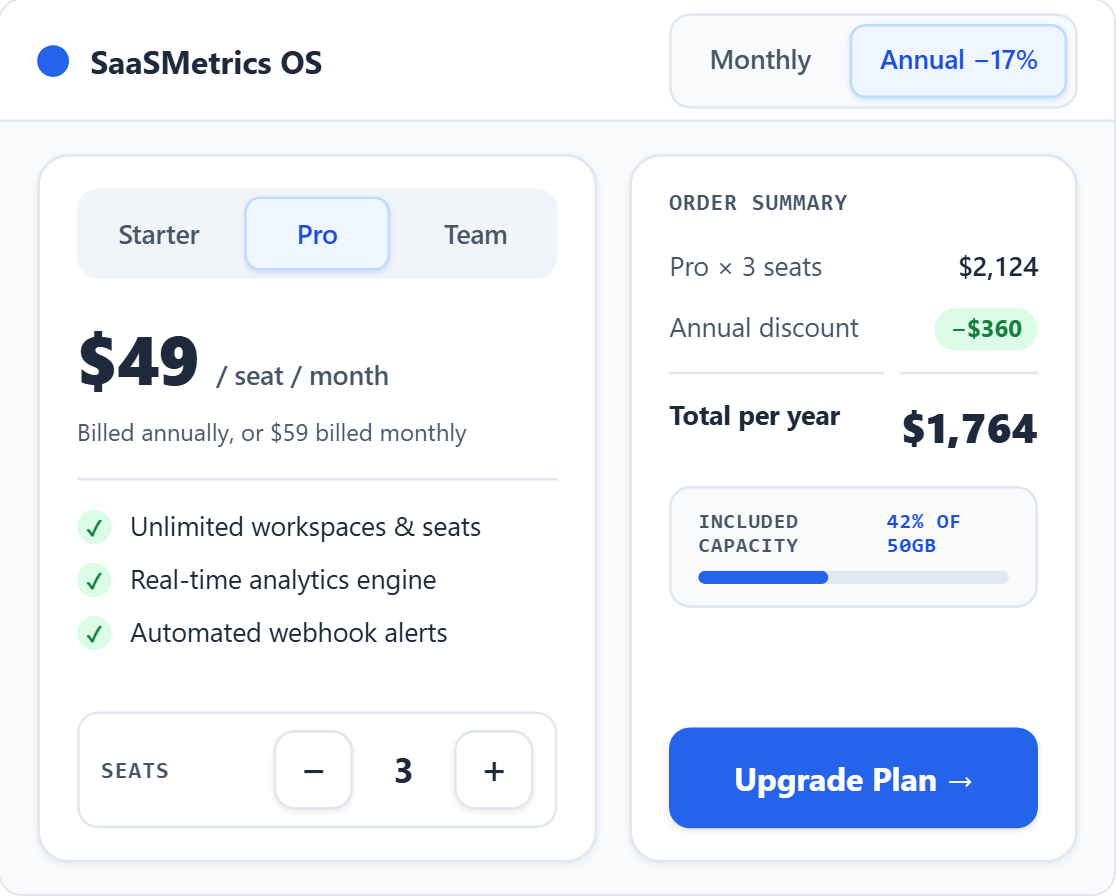 SaaSMetrics OS
Monthly
Annual −17%
Starter
Pro
Team
$49 / seat / month
Billed annually, or $59 billed monthly
✓ Unlimited workspaces & seats
✓ Real-time analytics engine
✓ Automated webhook alerts
SEATS
− 3 +
ORDER SUMMARY
Pro × 3 seats $2,124
Annual discount −$360
Total per year $1,764
INCLUDED CAPACITY
42% OF 50GB
Upgrade Plan →